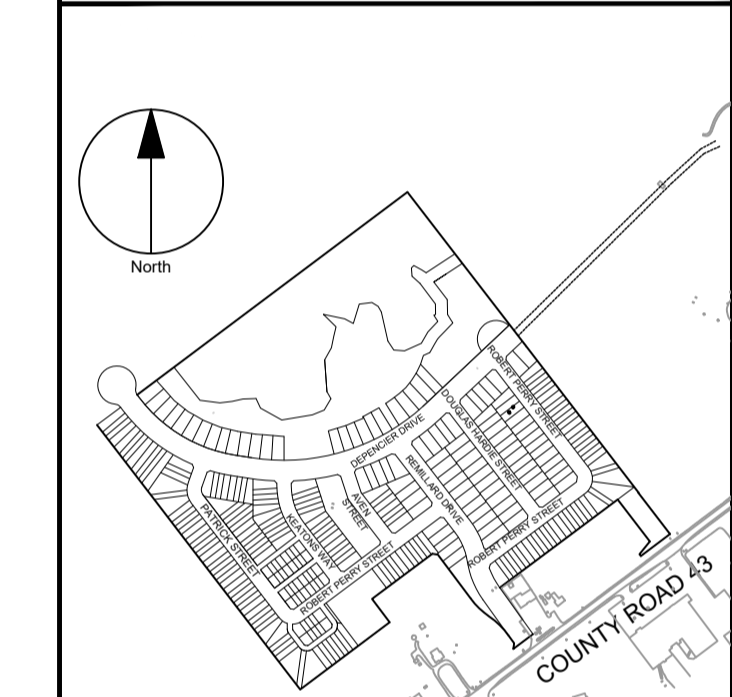 North
ROBERT PERRY STREET
DOUGLAS HARDIE STREET
DEPENCIER DRIVE
REMILLARD DRIVE
AVEN
STREET
KEATONS WAY
PATRICK STREET
ROBERT PERRY STREET
ROBERT PERRY STREET
COUNTY ROAD 43